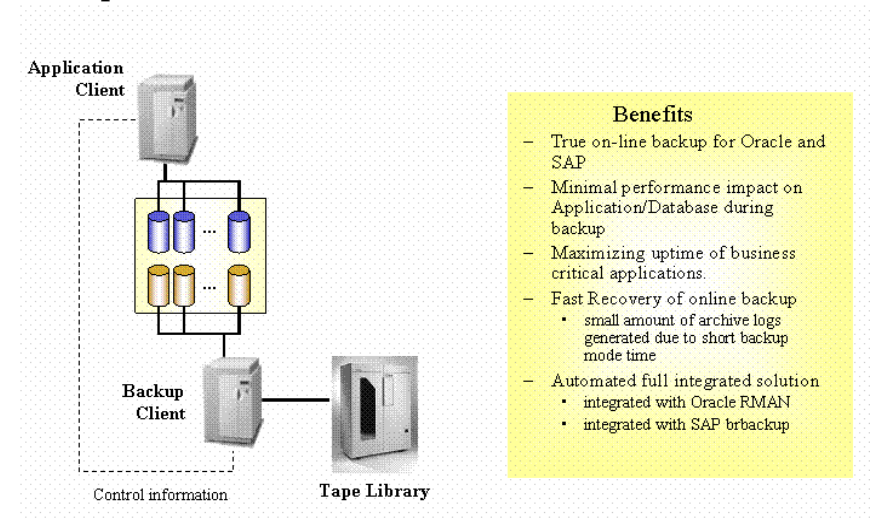 Application
Client
...
...
Backup
Client
Control information
Tape Library
Benefits
– True on-line backup for Oracle and
SAP
– Minimal performance impact on
Application/Database during
backup
– Maximizing uptime of business
critical applications.
– Fast Recovery of online backup
• small amount of archive logs
generated due to short backup
mode time
– Automated full integrated solution
• integrated with Oracle RMAN
• integrated with SAP brbackup